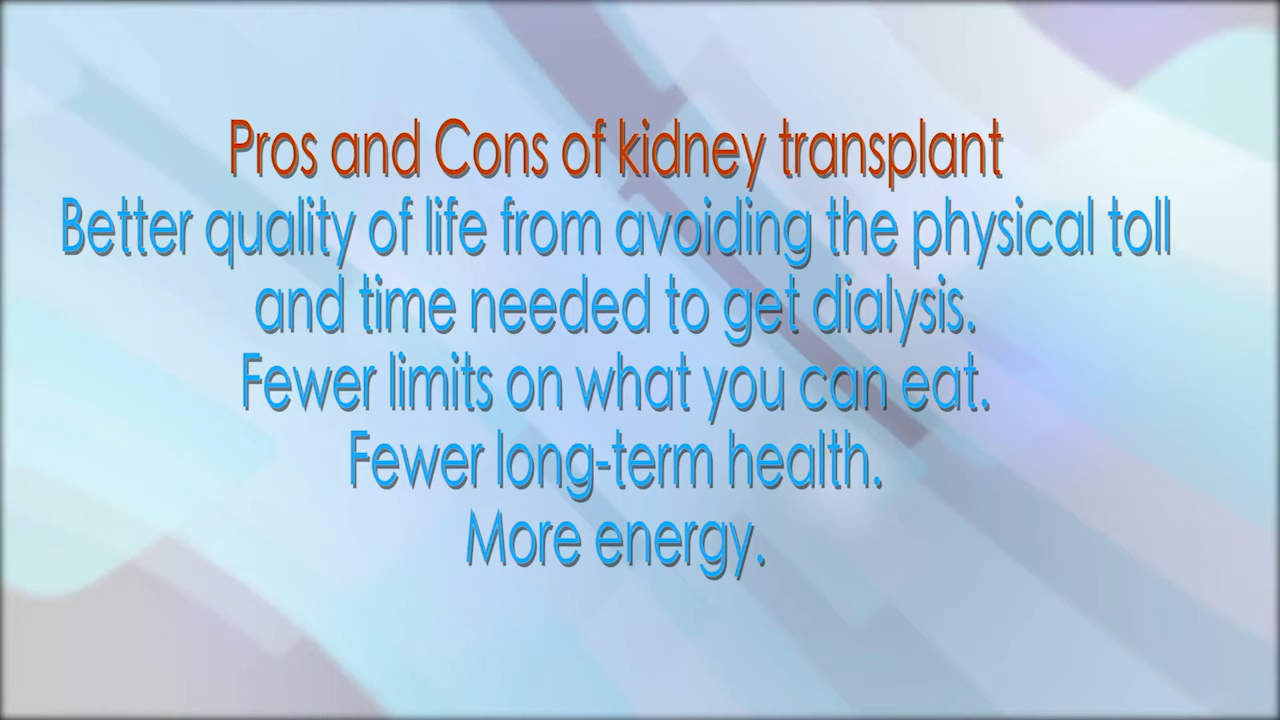 Pros and Cons of kidney transplant
Better quality of life from avoiding the physical toll
and time needed to get dialysis.
Fewer limits on what you can eat.
Fewer long-term health.
More energy.